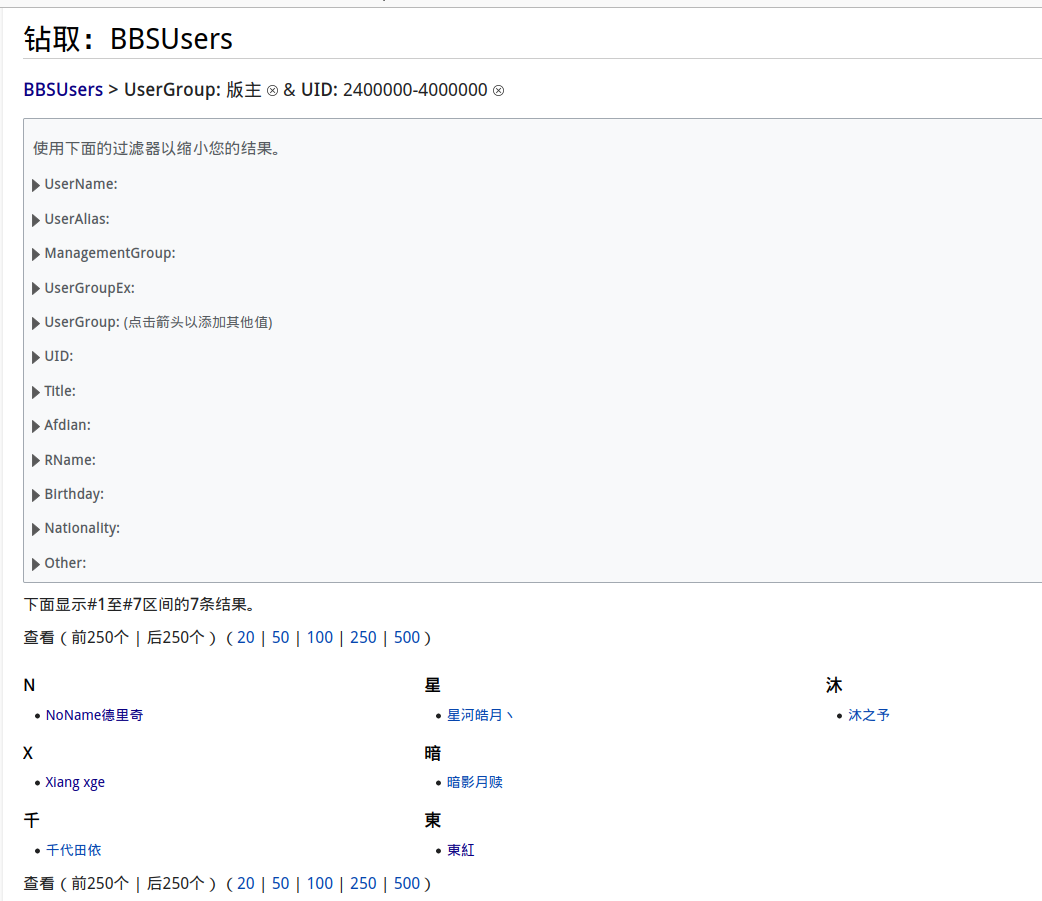 钻取：BBSUsers
BBSUsers > UserGroup: 版主 ⊗ & UID: 2400000-4000000 ⊗
使用下面的过滤器以缩小您的结果。
▶ UserName:
▶ UserAlias:
▶ ManagementGroup:
▶ UserGroupEx:
▶ UserGroup: (点击箭头以添加其他值)
▶ UID:
▶ Title:
▶ Afdian:
▶ RName:
▶ Birthday:
▶ Nationality:
▶ Other:
下面显示#1至#7区间的7条结果。
查看（前250个 | 后250个）（20 | 50 | 100 | 250 | 500）
N
• NoName德里奇
X
• Xiang xge
千
• 千代田依
星
• 星河皓月丶
暗
• 暗影月赎
東
• 東紅
沐
• 沐之予
查看（前250个 | 后250个）（20 | 50 | 100 | 250 | 500）